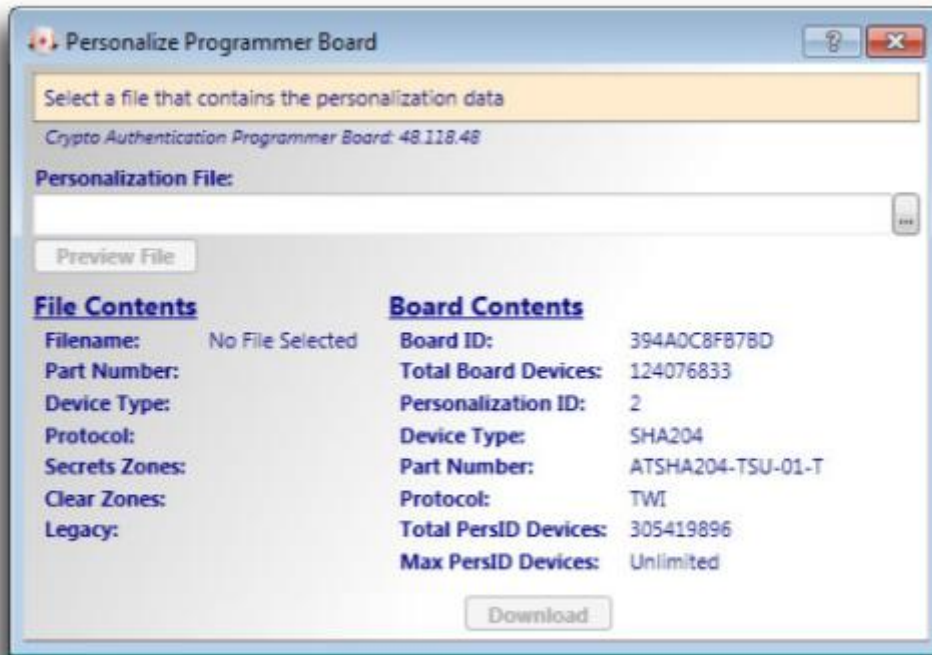 Personalize Programmer Board
Select a file that contains the personalization data
Crypto Authentication Programmer Board: 48.118.48
Personalization File:
...
Preview File
File Contents
Filename: No File Selected
Part Number:
Device Type:
Protocol:
Secrets Zones:
Clear Zones:
Legacy:
Board Contents
Board ID: 394A0C8FB7BD
Total Board Devices: 124076833
Personalization ID: 2
Device Type: SHA204
Part Number: ATSHA204-TSU-01-T
Protocol: TWI
Total PersID Devices: 305419896
Max PersID Devices: Unlimited
Download